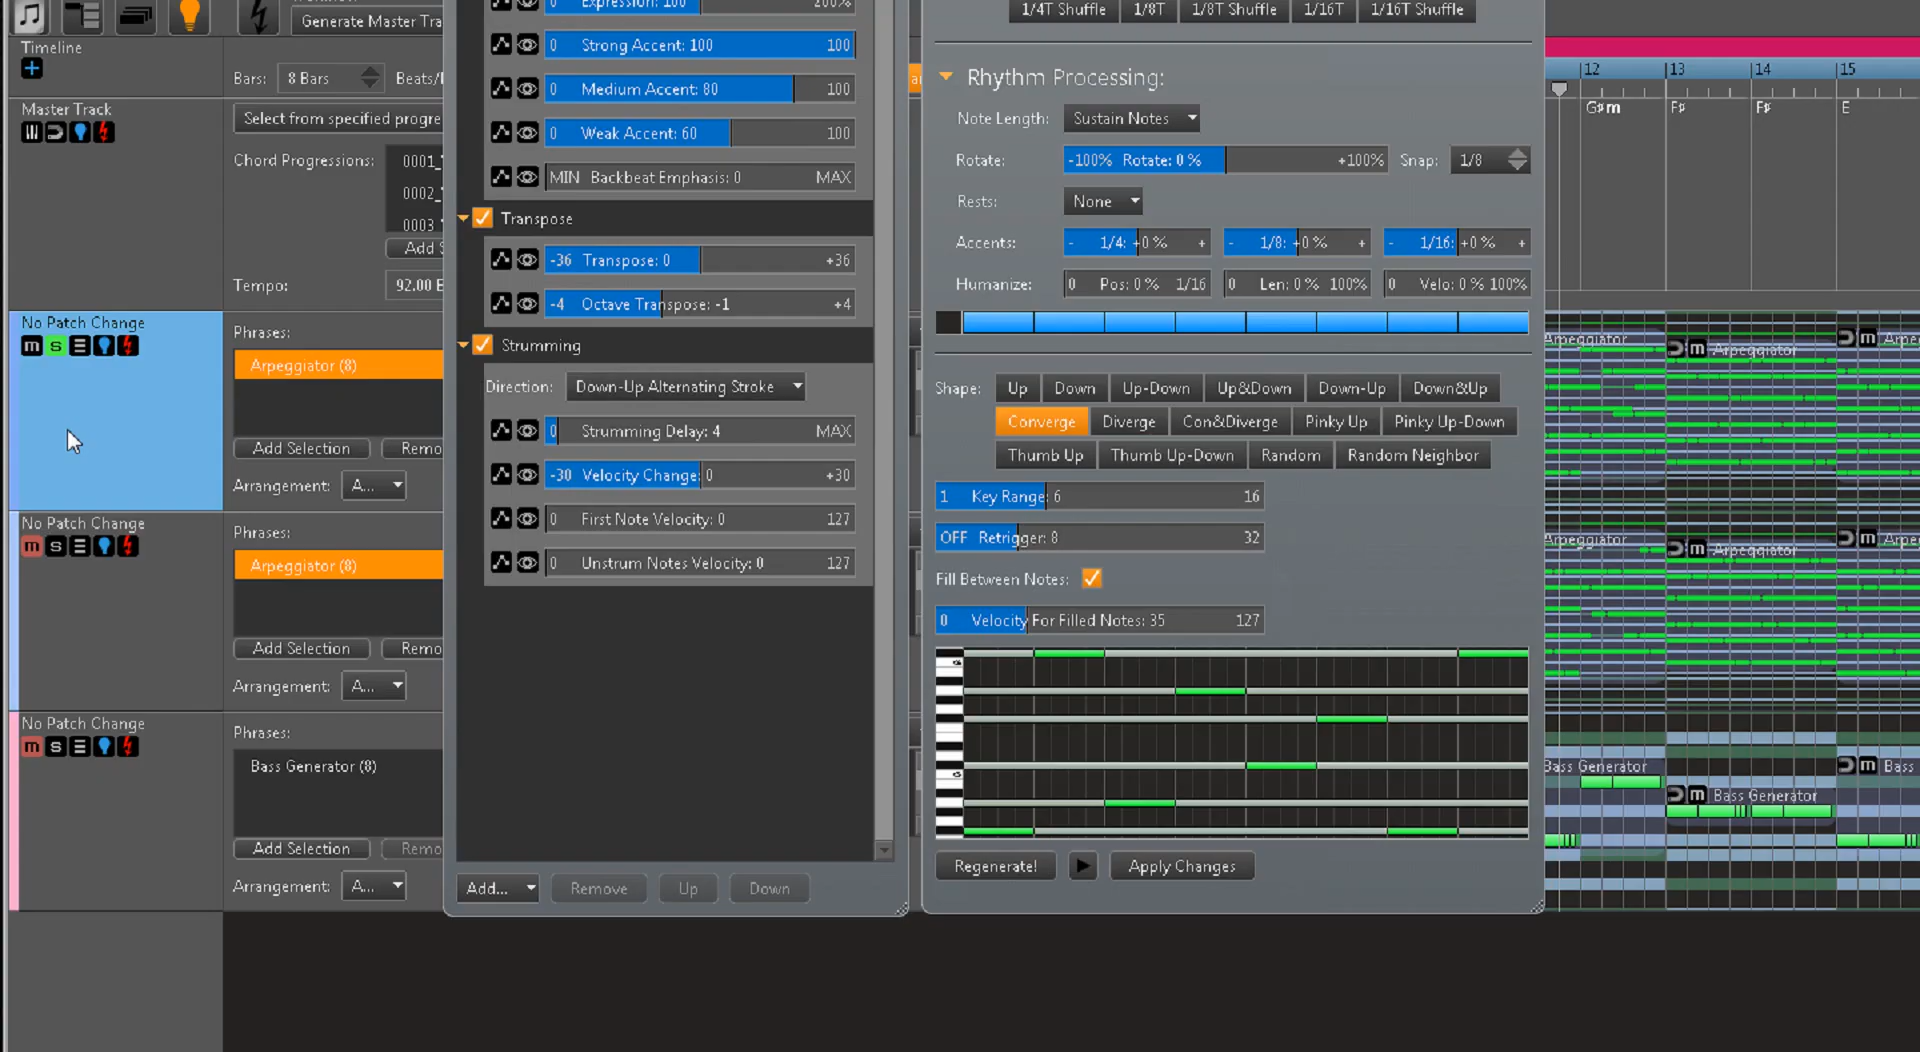 Generate Master Tra
Timeline
Bars: 8 Bars Beats/
Master Track
Select from specified progre
Chord Progressions:
0001_
0002_
0003
Add S
Tempo: 92.00
No Patch Change
m s
Phrases:
Arpeggiator (8)
Add Selection Remo
Arrangement: A...
No Patch Change
m s
Phrases:
Arpeggiator (8)
Add Selection Remo
Arrangement: A...
No Patch Change
m s
Phrases:
Bass Generator (8)
Add Selection Remo
Arrangement: A...
0 Expression: 100 200%
0 Strong Accent: 100 100
0 Medium Accent: 80 100
0 Weak Accent: 60 100
MIN Backbeat Emphasis: 0 MAX
Transpose
-36 Transpose: 0 +36
-4 Octave Transpose: -1 +4
Strumming
Direction: Down-Up Alternating Stroke
0 Strumming Delay: 4 MAX
-30 Velocity Change: 0 +30
0 First Note Velocity: 0 127
0 Unstrum Notes Velocity: 0 127
Add... Remove Up Down
1/4T Shuffle 1/8T 1/8T Shuffle 1/16T 1/16T Shuffle
Rhythm Processing:
Note Length: Sustain Notes
Rotate: -100% Rotate: 0 % +100% Snap: 1/8
Rests: None
Accents: - 1/4: +0 % + - 1/8: +0 % + - 1/16: +0 % +
Humanize: 0 Pos: 0 % 1/16 0 Len: 0 % 100% 0 Velo: 0 % 100%
Shape: Up Down Up-Down Up&Down Down-Up Down&Up
Converge Diverge Con&Diverge Pinky Up Pinky Up-Down
Thumb Up Thumb Up-Down Random Random Neighbor
1 Key Range: 6 16
OFF Retrigger: 8 32
Fill Between Notes:
0 Velocity For Filled Notes: 35 127
Regenerate! Apply Changes
12 13 14 15
G#m F# F# E
Arpeggiator m Arpeggiator m Arpe
Arpeggiator m Arpeggiator m Arpe
Bass Generator m Bass
m Bass Generator